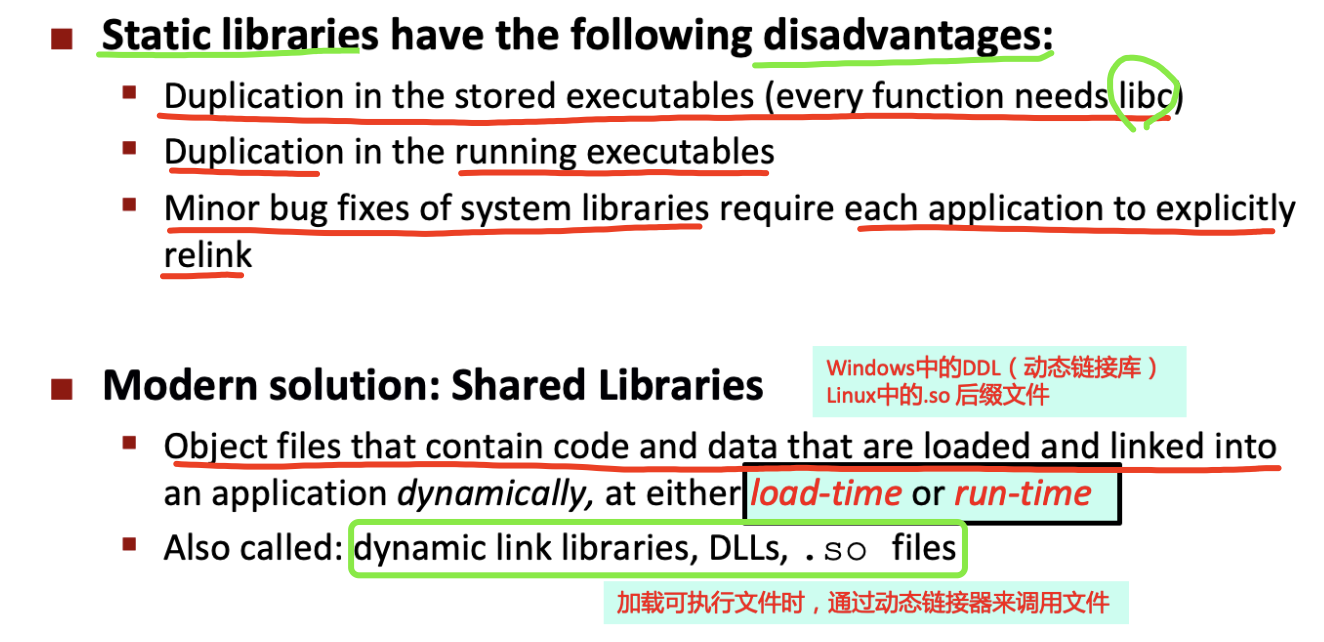 Static libraries have the following disadvantages:
Duplication in the stored executables (every function needs libc)
Duplication in the running executables
Minor bug fixes of system libraries require each application to explicitly
relink
Modern solution: Shared Libraries
Windows中的DDL（动态链接库）
Linux中的.so 后缀文件
Object files that contain code and data that are loaded and linked into
an application dynamically, at either load-time or run-time
Also called: dynamic link libraries, DLLs, .so files
加载可执行文件时，通过动态链接器来调用文件